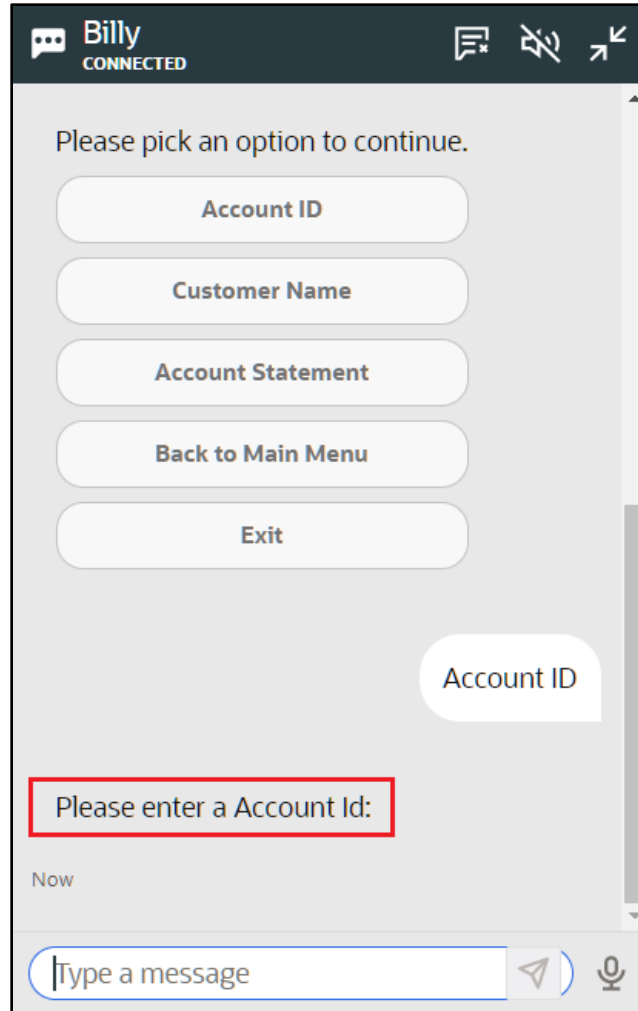 Billy
CONNECTED
Please pick an option to continue.
Account ID
Customer Name
Account Statement
Back to Main Menu
Exit
Account ID
Please enter a Account Id:
Now
Type a message